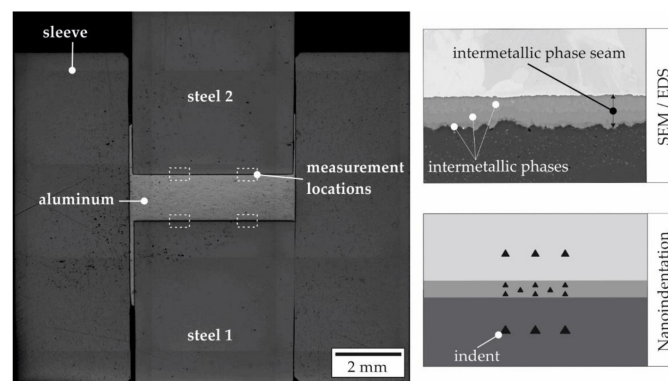 sleeve
steel 2
measurement
locations
aluminum
steel 1
2 mm
intermetallic phase seam
intermetallic phases
SEM / EDS
indent
Nanoindentation